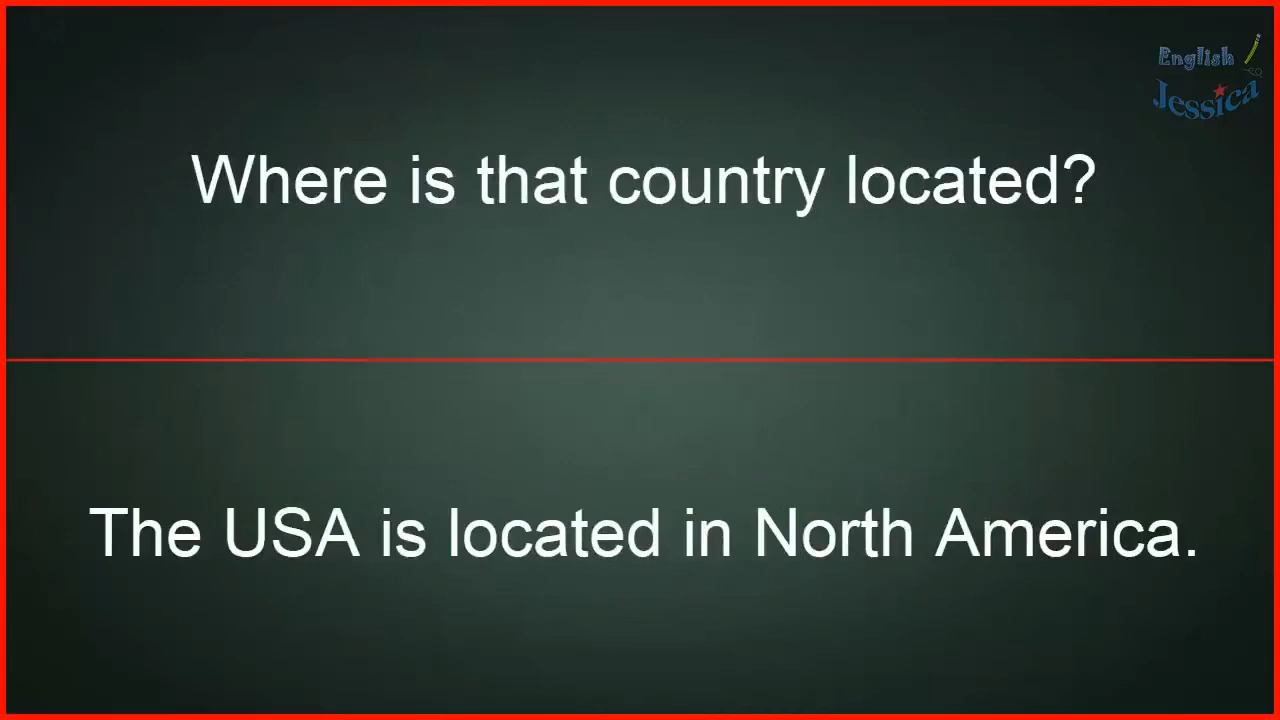 English
Jessica
Where is that country located?
The USA is located in North America.